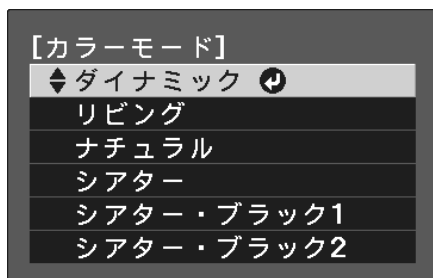 [カラーモード]
ダイナミック
リビング
ナチュラル
シアター
シアター・ブラック1
シアター・ブラック2